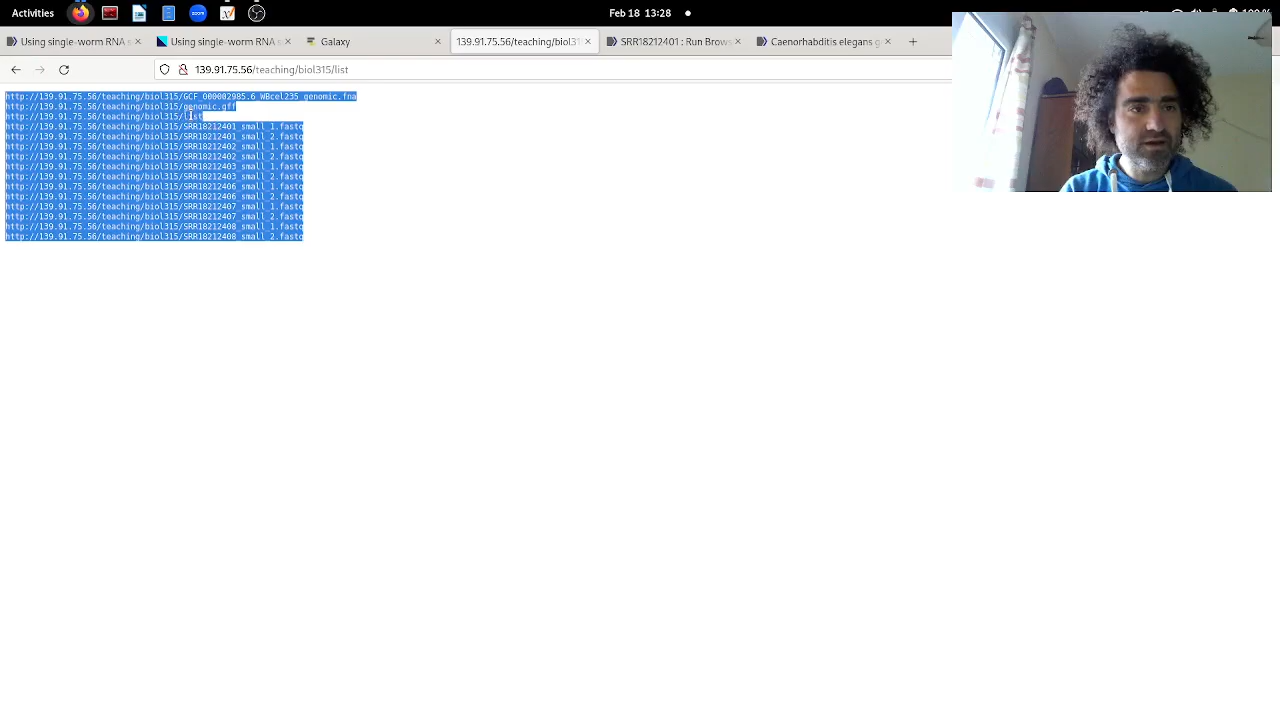 Activities
Feb 18 13:28
Using single-worm RNA s
Using single-worm RNA s
Galaxy
139.91.75.56/teaching/biol31
SRR18212401 : Run Brows
Caenorhabditis elegans g
139.91.75.56/teaching/biol315/list
http://139.91.75.56/teaching/biol315/GCF_000002985.6_WBcel235_genomic.fna
http://139.91.75.56/teaching/biol315/genomic.gff
http://139.91.75.56/teaching/biol315/list
http://139.91.75.56/teaching/biol315/SRR18212401_small_1.fastq
http://139.91.75.56/teaching/biol315/SRR18212401_small_2.fastq
http://139.91.75.56/teaching/biol315/SRR18212402_small_1.fastq
http://139.91.75.56/teaching/biol315/SRR18212402_small_2.fastq
http://139.91.75.56/teaching/biol315/SRR18212403_small_1.fastq
http://139.91.75.56/teaching/biol315/SRR18212403_small_2.fastq
http://139.91.75.56/teaching/biol315/SRR18212406_small_1.fastq
http://139.91.75.56/teaching/biol315/SRR18212406_small_2.fastq
http://139.91.75.56/teaching/biol315/SRR18212407_small_1.fastq
http://139.91.75.56/teaching/biol315/SRR18212407_small_2.fastq
http://139.91.75.56/teaching/biol315/SRR18212408_small_1.fastq
http://139.91.75.56/teaching/biol315/SRR18212408_small_2.fastq